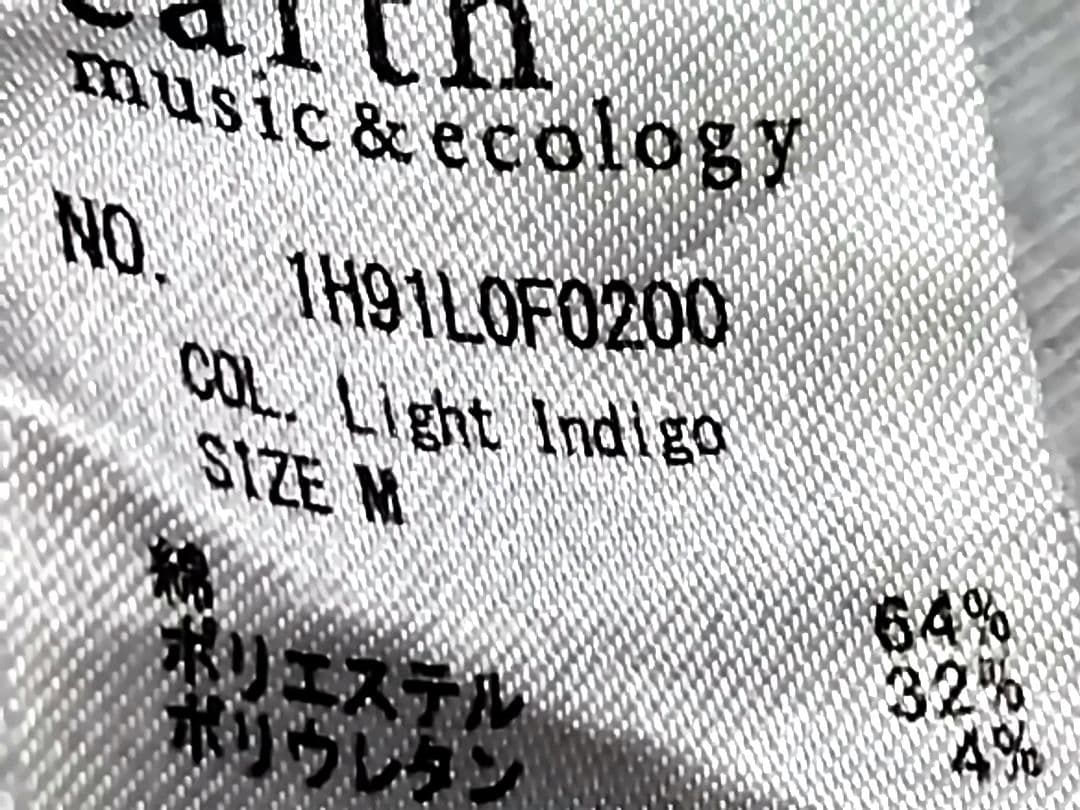 earth
music&ecology
NO. 1H91L0F0200
COL. Light Indigo
SIZE M
綿 64%
ポリエステル 32%
ポリウレタン 4%